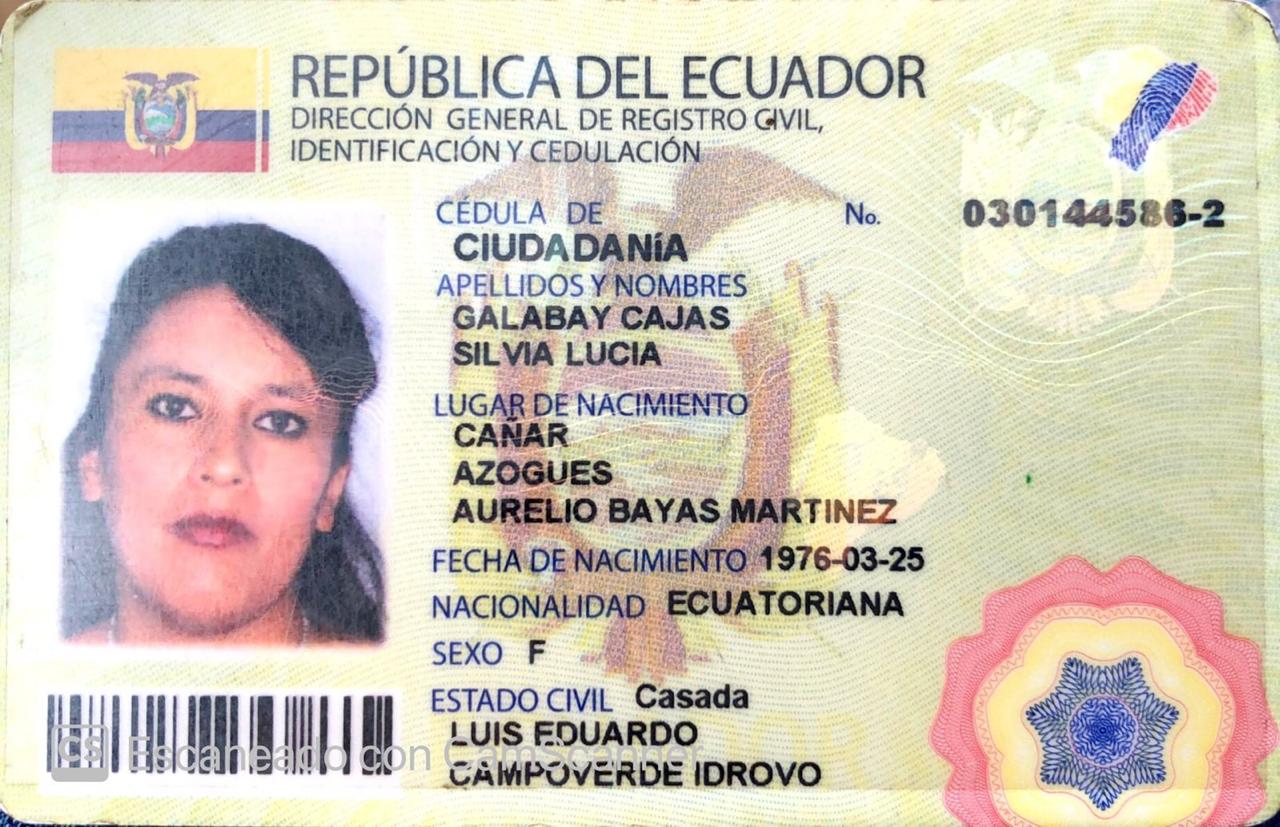 REPÚBLICA DEL ECUADOR
DIRECCIÓN GENERAL DE REGISTRO CIVIL,
IDENTIFICACIÓN Y CEDULACIÓN
CÉDULA DE No. 030144586-2
CIUDADANíA
APELLIDOS Y NOMBRES
GALABAY CAJAS
SILVIA LUCIA
LUGAR DE NACIMIENTO
CAÑAR
AZOGUES
AURELIO BAYAS MARTINEZ
FECHA DE NACIMIENTO 1976-03-25
NACIONALIDAD ECUATORIANA
SEXO F
ESTADO CIVIL Casada
LUIS EDUARDO
CAMPOVERDE IDROVO
CS Escaneado con CamScanner